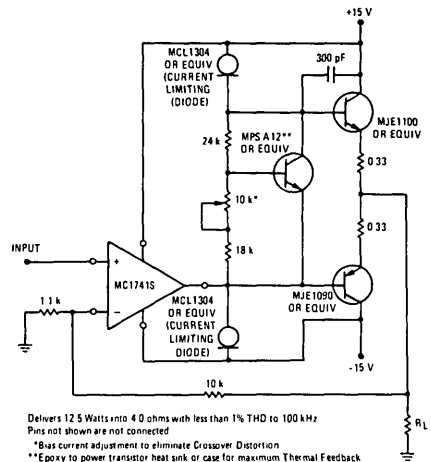 +15 V
MCL1304
OR EQUIV
(CURRENT
LIMITING
(DIODE)
300 pF
MJE1100
OR EQUIV
24 k
MPS A12**
OR EQUIV
0 33
10 k*
0 33
18 k
INPUT
+
MC1741S
−
MCL1304
OR EQUIV
(CURRENT
LIMITING
DIODE)
MJE1090
OR EQUIV
1 1 k
-15 V
10 k
RL
Delivers 12 5 Watts into 4 0 ohms with less than 1% THD to 100 kHz
Pins not shown are not connected
*Bias current adjustment to eliminate Crossover Distortion
**Epoxy to power transistor heat sink or case for maximum Thermal Feedback